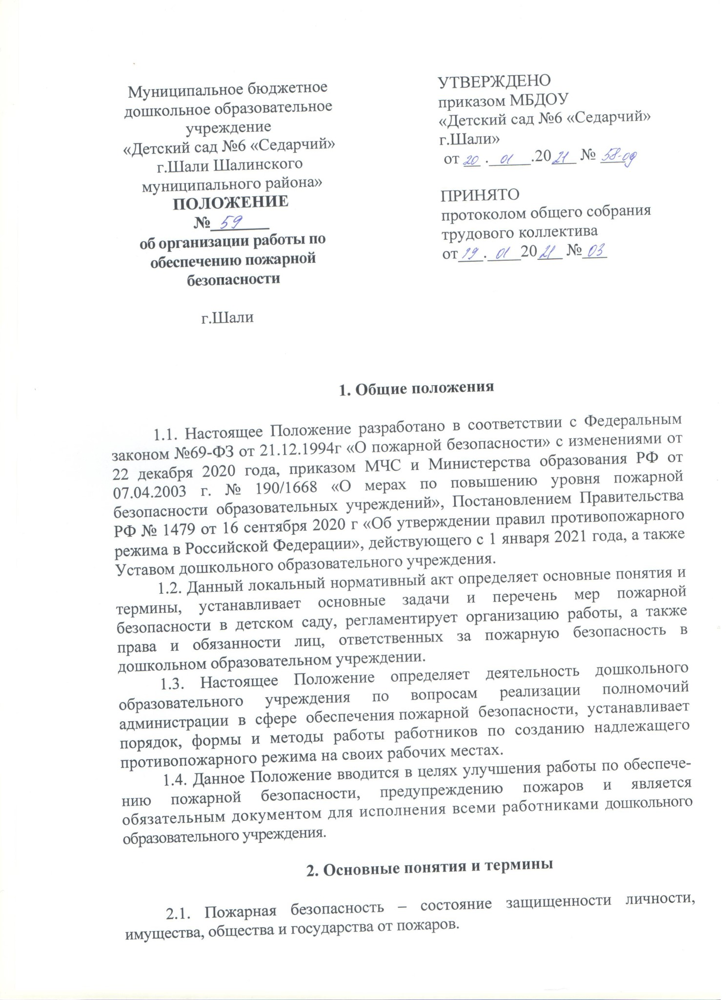 Муниципальное бюджетное
дошкольное образовательное
учреждение
«Детский сад №6 «Седарчий»
г.Шали Шалинского
муниципального района»
ПОЛОЖЕНИЕ
№ 59
об организации работы по
обеспечению пожарной
безопасности
г.Шали
УТВЕРЖДЕНО
приказом МБДОУ
«Детский сад №6 «Седарчий»
г.Шали»
от 20 . 01 .2021 № 58-од
ПРИНЯТО
протоколом общего собрания
трудового коллектива
от 19 . 01 2021 № 03
1. Общие положения
1.1. Настоящее Положение разработано в соответствии с Федеральным
законом №69-ФЗ от 21.12.1994г «О пожарной безопасности» с изменениями от
22 декабря 2020 года, приказом МЧС и Министерства образования РФ от
07.04.2003 г. № 190/1668 «О мерах по повышению уровня пожарной
безопасности образовательных учреждений», Постановлением Правительства
РФ № 1479 от 16 сентября 2020 г «Об утверждении правил противопожарного
режима в Российской Федерации», действующего с 1 января 2021 года, а также
Уставом дошкольного образовательного учреждения.
1.2. Данный локальный нормативный акт определяет основные понятия и
термины, устанавливает основные задачи и перечень мер пожарной
безопасности в детском саду, регламентирует организацию работы, а также
права и обязанности лиц, ответственных за пожарную безопасность в
дошкольном образовательном учреждении.
1.3. Настоящее Положение определяет деятельность дошкольного
образовательного учреждения по вопросам реализации полномочий
администрации в сфере обеспечения пожарной безопасности, устанавливает
порядок, формы и методы работы работников по созданию надлежащего
противопожарного режима на своих рабочих местах.
1.4. Данное Положение вводится в целях улучшения работы по обеспече-
нию пожарной безопасности, предупреждению пожаров и является
обязательным документом для исполнения всеми работниками дошкольного
образовательного учреждения.
2. Основные понятия и термины
2.1. Пожарная безопасность – состояние защищенности личности,
имущества, общества и государства от пожаров.